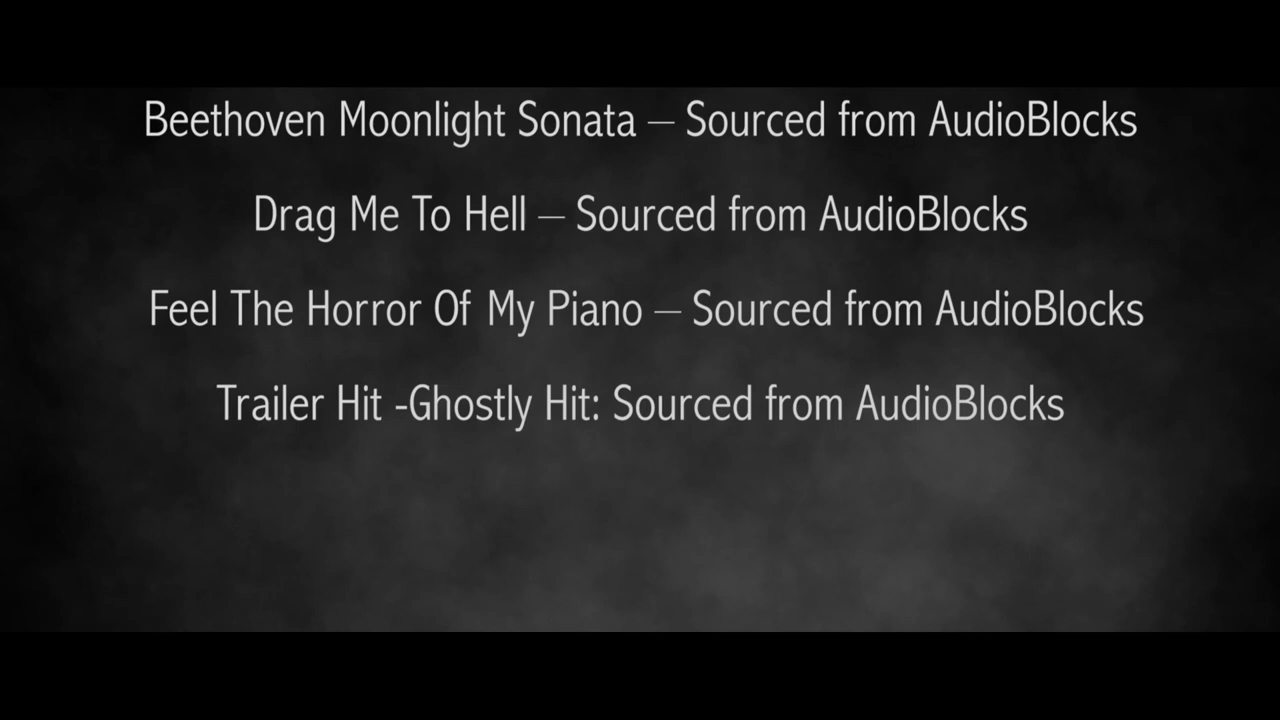 Beethoven Moonlight Sonata – Sourced from AudioBlocks
Drag Me To Hell – Sourced from AudioBlocks
Feel The Horror Of My Piano – Sourced from AudioBlocks
Trailer Hit -Ghostly Hit: Sourced from AudioBlocks